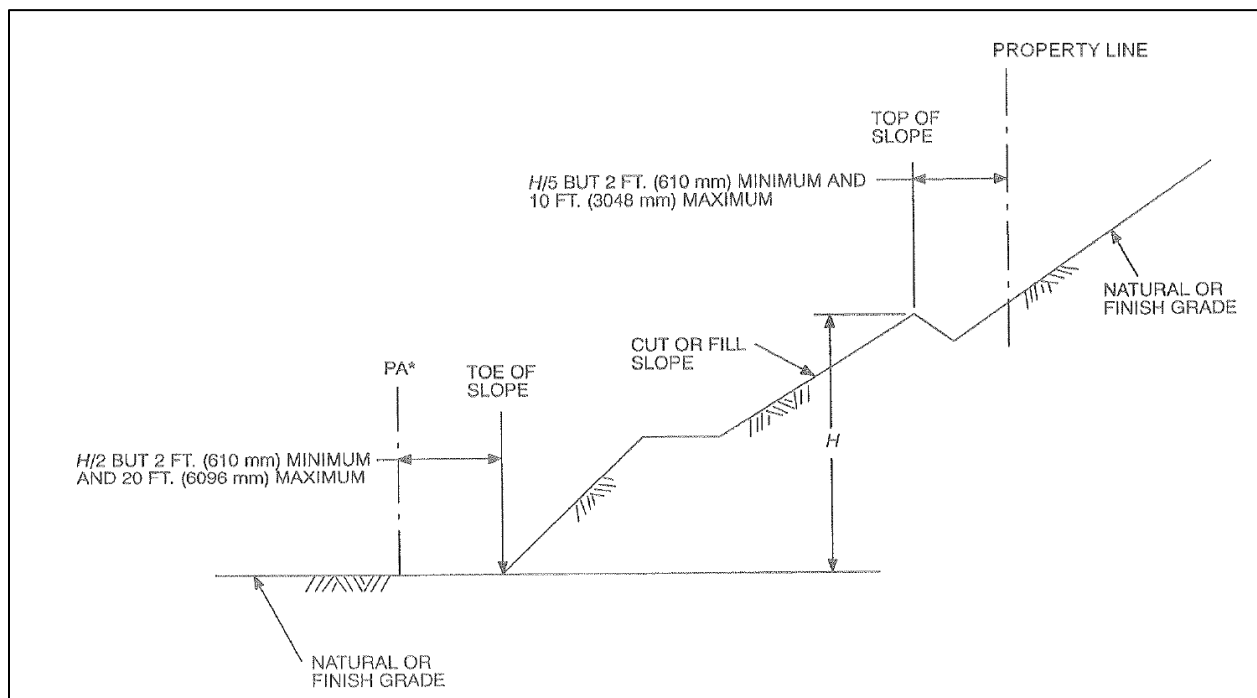 PROPERTY LINE
TOP OF
SLOPE
H/5 BUT 2 FT. (610 mm) MINIMUM AND
10 FT. (3048 mm) MAXIMUM
NATURAL OR
FINISH GRADE
CUT OR FILL
SLOPE
PA*
TOE OF
SLOPE
H
H/2 BUT 2 FT. (610 mm) MINIMUM
AND 20 FT. (6096 mm) MAXIMUM
NATURAL OR
FINISH GRADE